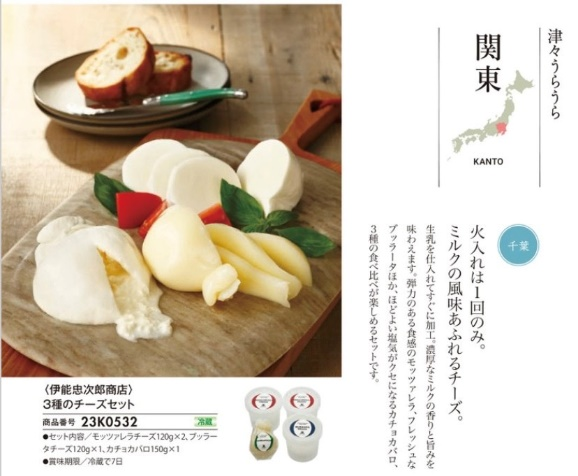 津々うらうら
関東
KANTO
千葉
火入れは1回のみ。
ミルクの風味あふれるチーズ。
生乳を仕入れてすぐに加工。濃厚なミルクの香りと旨みを
味わえます。弾力のある食感のモッツァレラ、フレッシュな
ブッラータほか、ほどよい塩気がクセになるカチョカバロ、
3種の食べ比べが楽しめるセットです。
〈伊能忠次郎商店〉
3種のチーズセット
商品番号 23K0532 冷蔵
●セット内容／モッツァレラチーズ120g×2、ブッラー
タチーズ120g×1、カチョカバロ150g×1
●賞味期限／冷蔵で7日